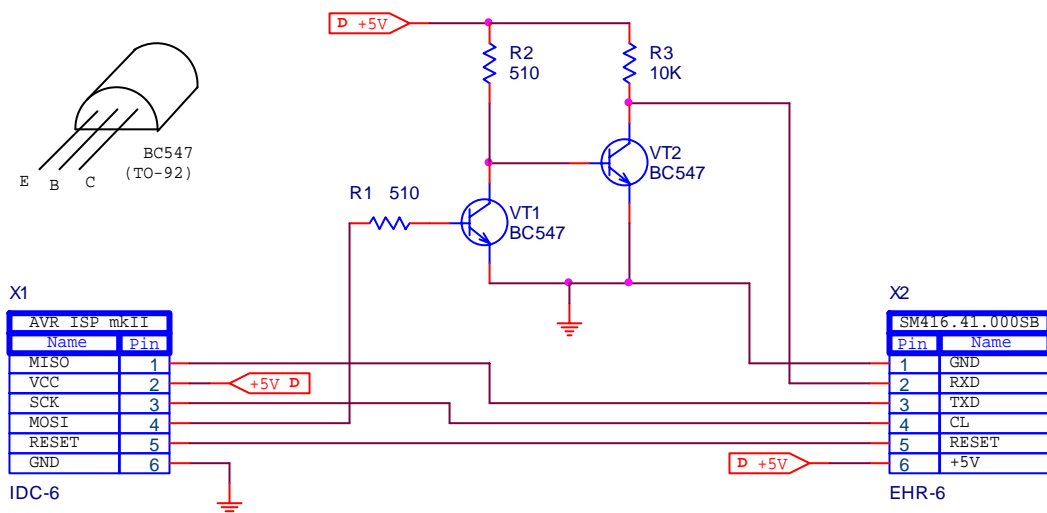 D +5V
R2
510
R3
10K
BC547
(TO-92)
E B C
VT2
BC547
R1 510
VT1
BC547
X1
AVR ISP mkII
Name Pin
MISO 1
VCC 2
SCK 3
MOSI 4
RESET 5
GND 6
IDC-6
+5V D
D +5V
X2
SM416.41.000SB
Pin Name
1 GND
2 RXD
3 TXD
4 CL
5 RESET
6 +5V
EHR-6